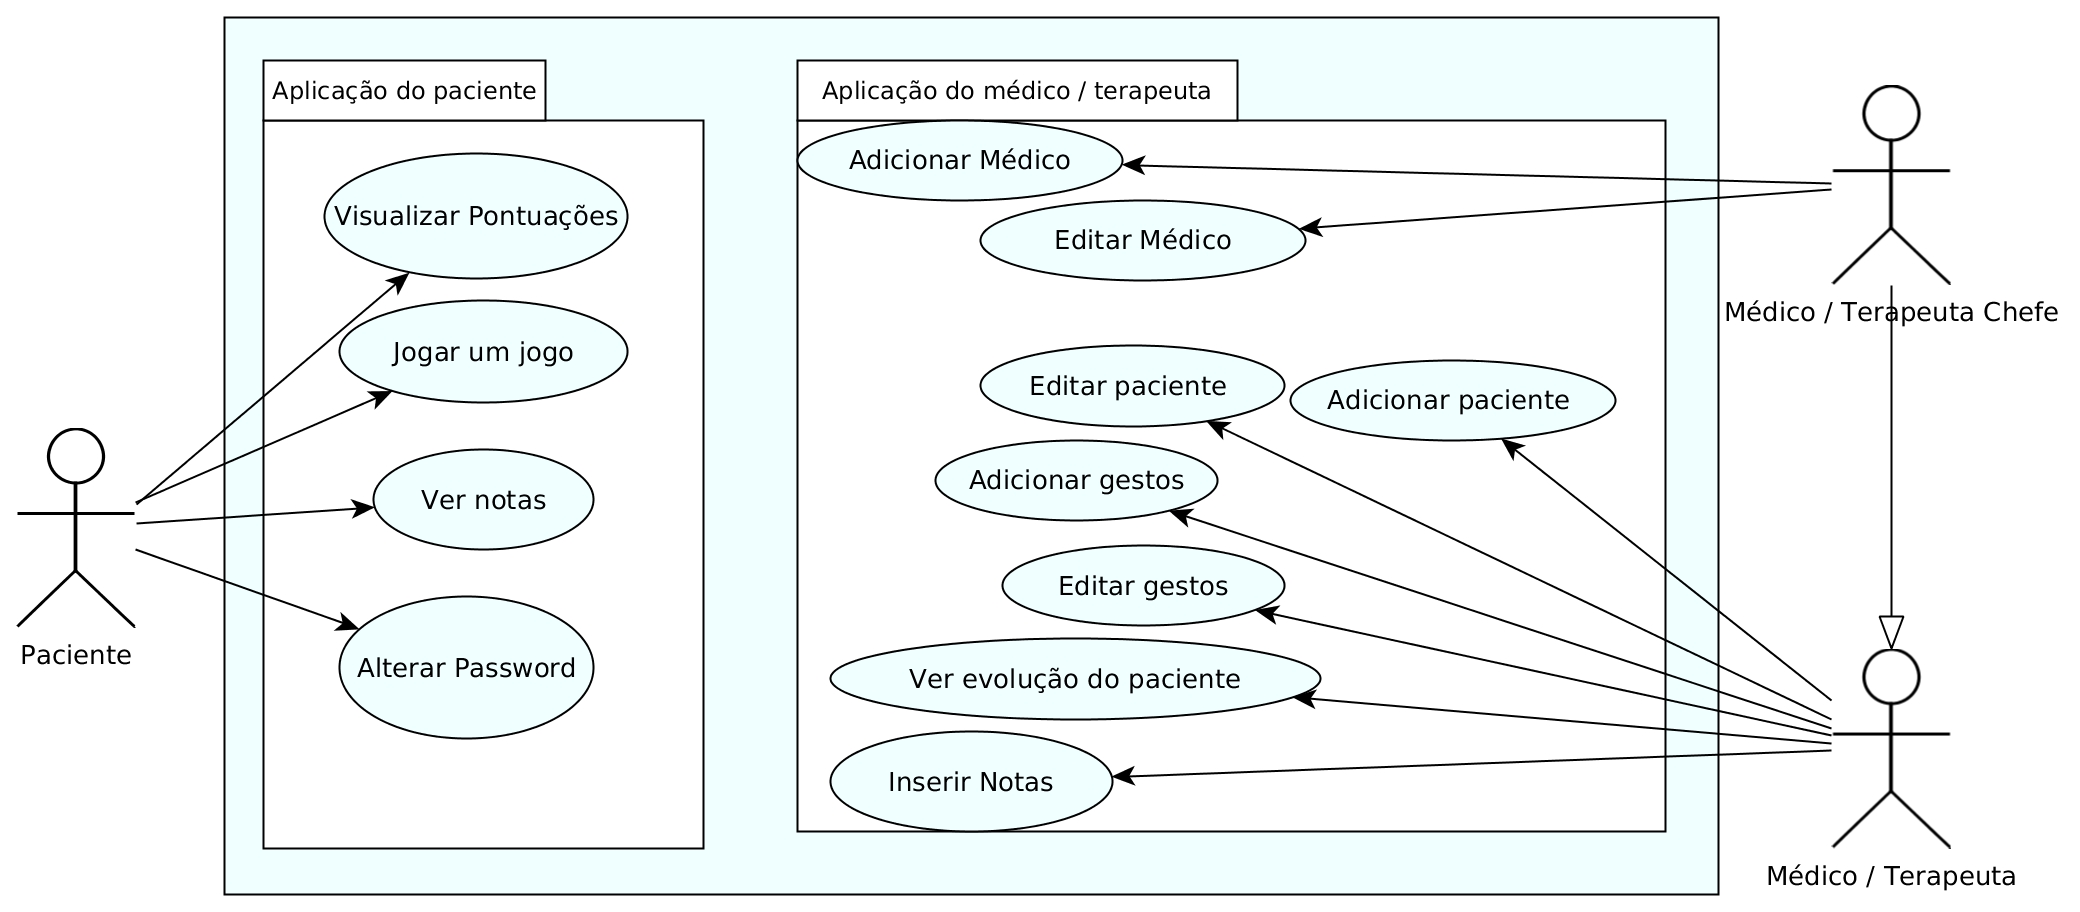 Aplicação do paciente
Visualizar Pontuações
Jogar um jogo
Ver notas
Alterar Password
Paciente
Aplicação do médico / terapeuta
Adicionar Médico
Editar Médico
Editar paciente
Adicionar paciente
Adicionar gestos
Editar gestos
Ver evolução do paciente
Inserir Notas
Médico / Terapeuta Chefe
Médico / Terapeuta